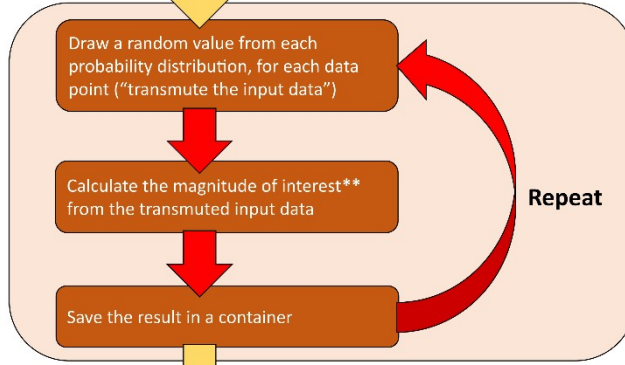 Draw a random value from each
probability distribution, for each data
point (“transmute the input data”)
Calculate the magnitude of interest**
from the transmuted input data
Repeat
Save the result in a container